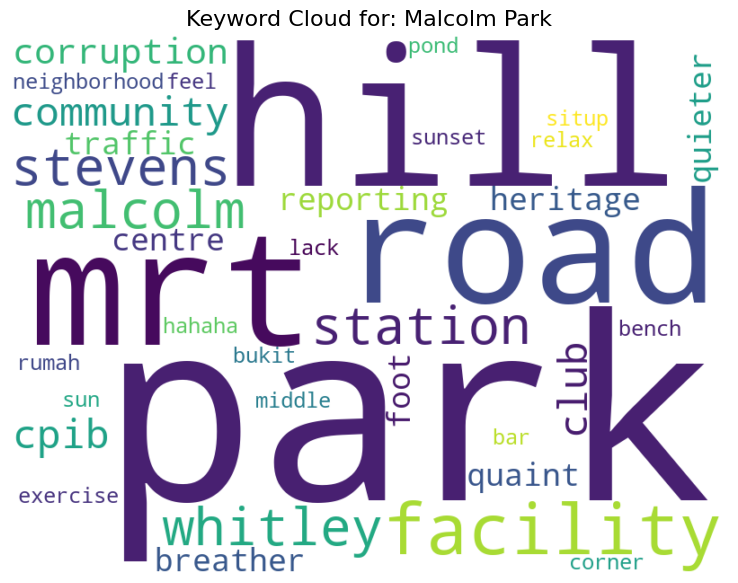 Keyword Cloud for: Malcolm Park
corruption
hill
pond
neighborhood
feel
community
sunset
situp
relax
quieter
traffic
stevens
malcolm
reporting
heritage
centre
lack
road
mrt
station
hahaha
bench
rumah
bukit
park
foot
club
sun
middle
cpib
bar
quaint
exercise
whitley
facility
breather
corner